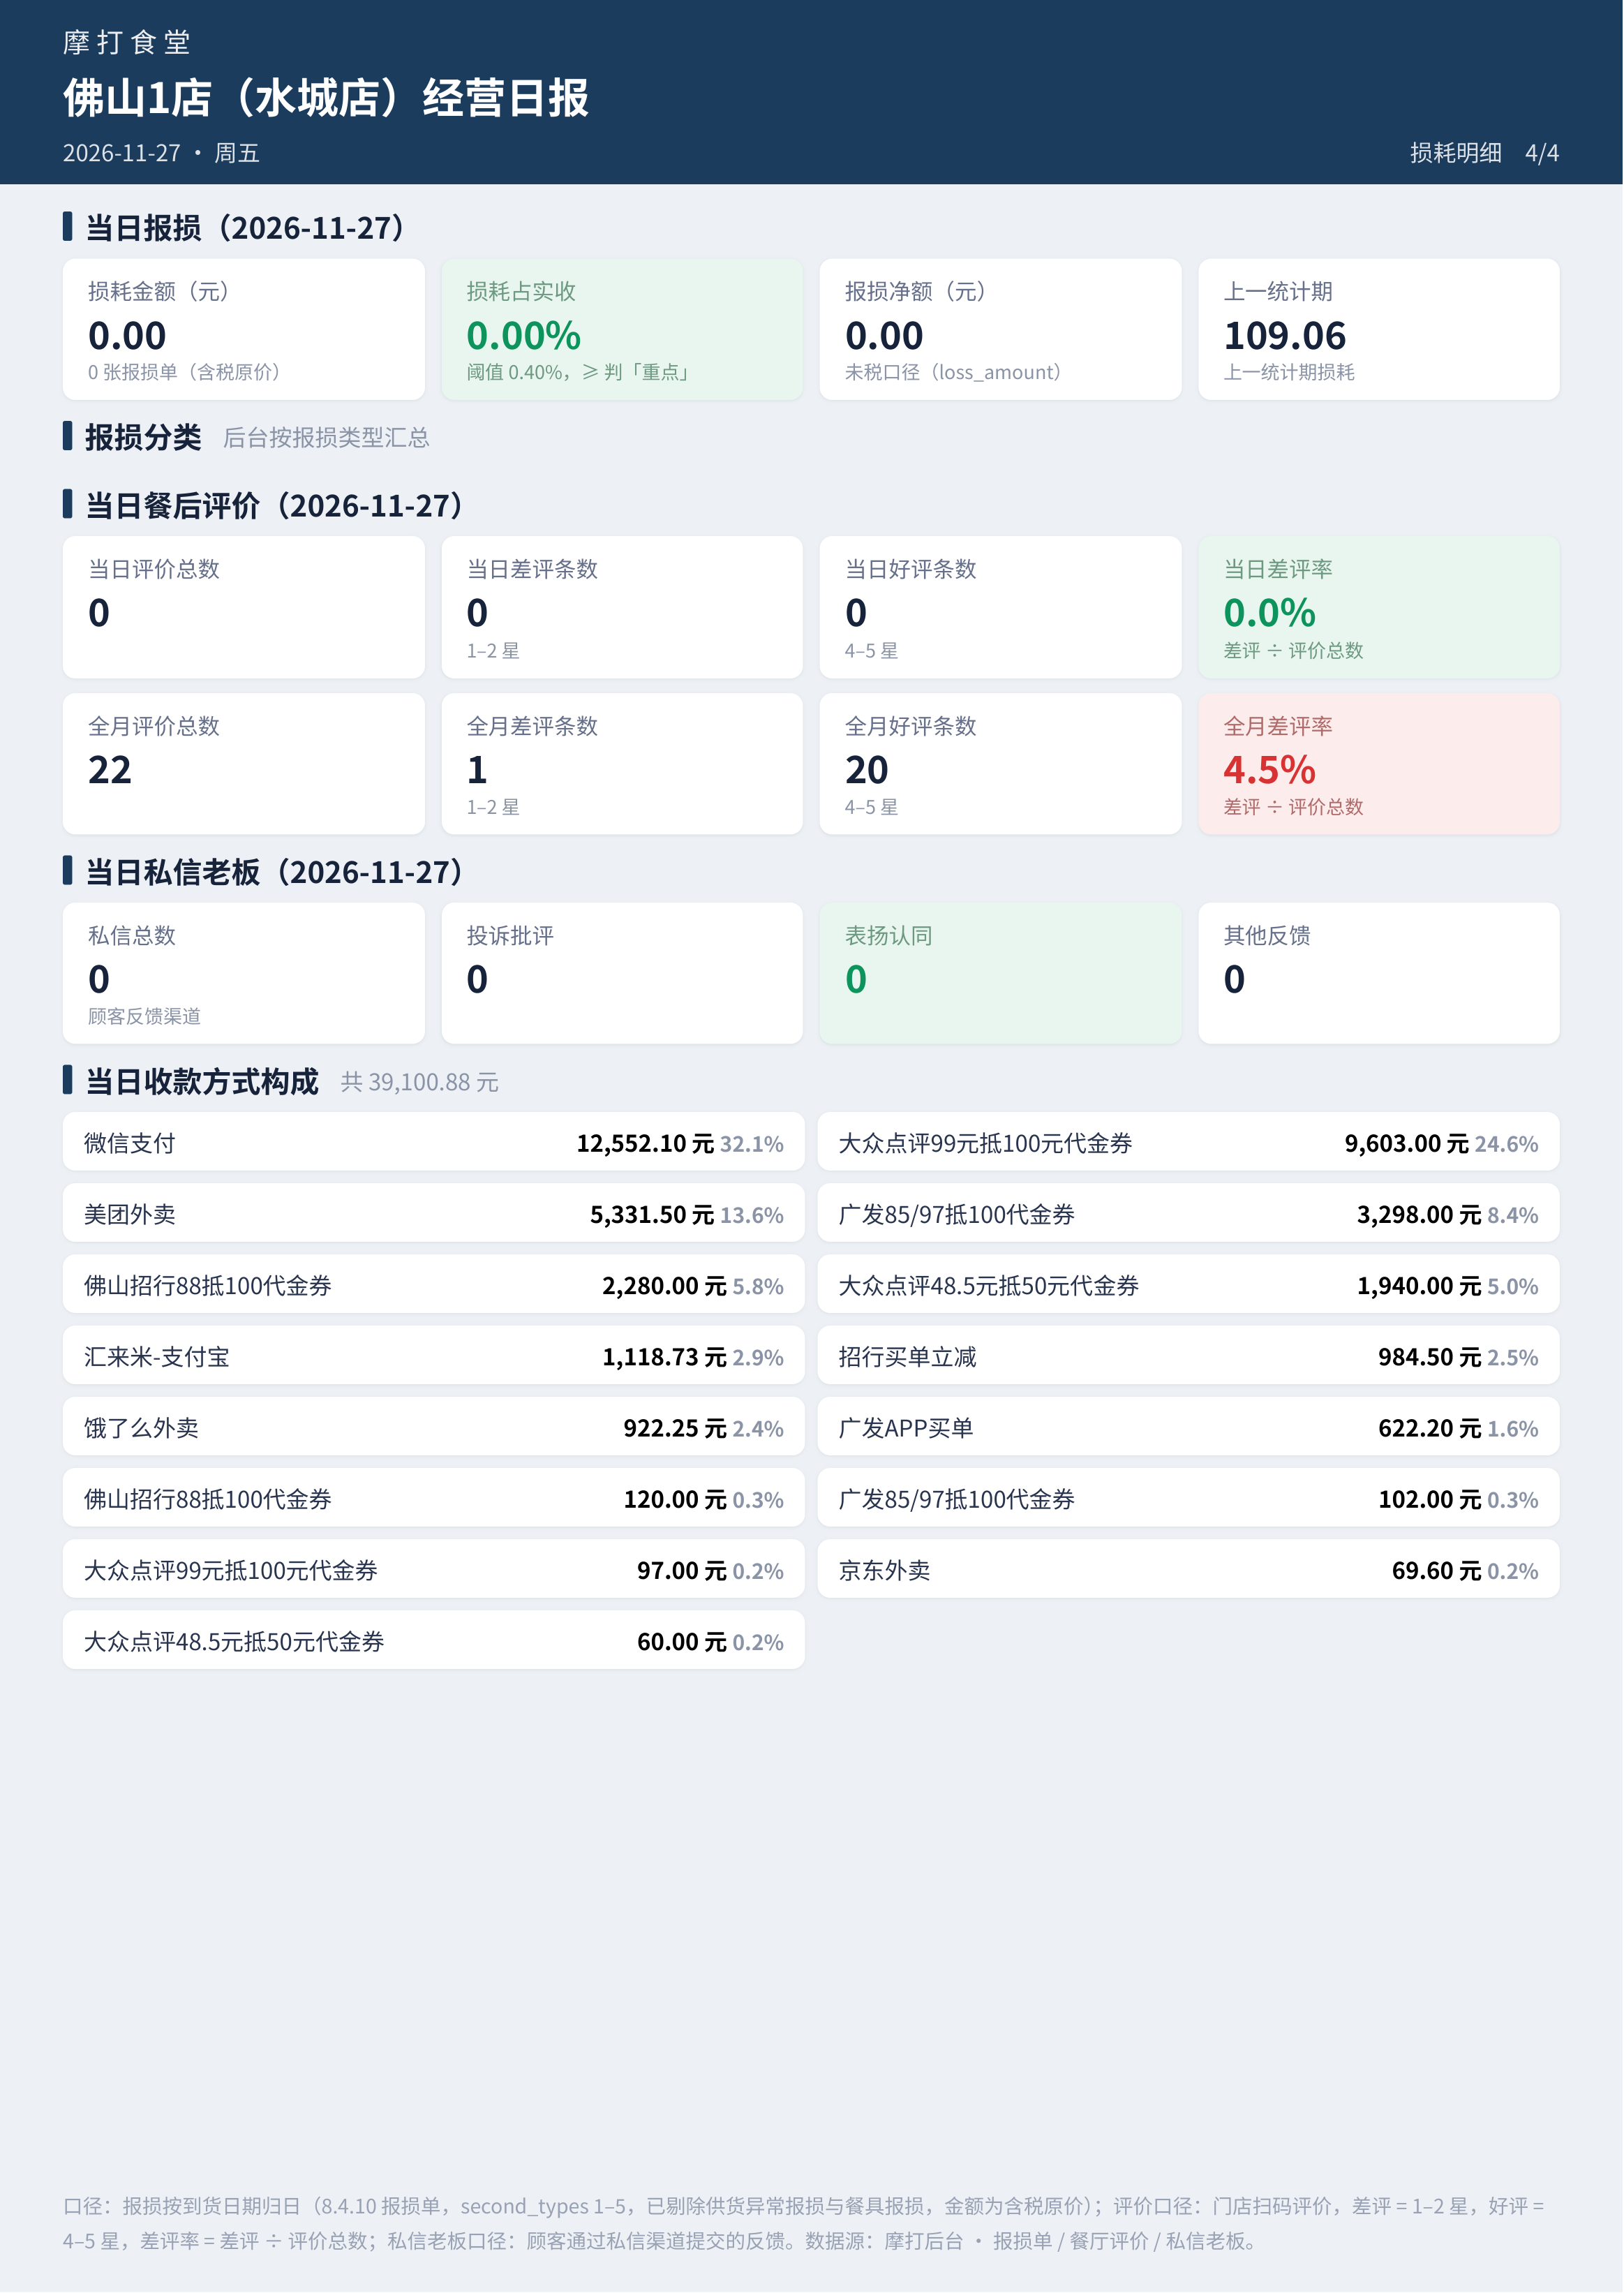 摩打食堂
佛山1店（水城店）经营日报
2026-11-27 · 周五
损耗明细 4/4
当日报损（2026-11-27）
损耗金额（元）
0.00
0 张报损单（含税原价）
损耗占实收
0.00%
阈值 0.40%，≥ 判「重点」
报损净额（元）
0.00
未税口径（loss_amount）
上一统计期
109.06
上一统计期损耗
报损分类 后台按报损类型汇总
当日餐后评价（2026-11-27）
当日评价总数
0
当日差评条数
0
1–2 星
当日好评条数
0
4–5 星
当日差评率
0.0%
差评 ÷ 评价总数
全月评价总数
22
全月差评条数
1
1–2 星
全月好评条数
20
4–5 星
全月差评率
4.5%
差评 ÷ 评价总数
当日私信老板（2026-11-27）
私信总数
0
顾客反馈渠道
投诉批评
0
表扬认同
0
其他反馈
0
当日收款方式构成 共 39,100.88 元
微信支付 12,552.10 元 32.1%
大众点评99元抵100元代金券 9,603.00 元 24.6%
美团外卖 5,331.50 元 13.6%
广发85/97抵100代金券 3,298.00 元 8.4%
佛山招行88抵100代金券 2,280.00 元 5.8%
大众点评48.5元抵50元代金券 1,940.00 元 5.0%
汇来米-支付宝 1,118.73 元 2.9%
招行买单立减 984.50 元 2.5%
饿了么外卖 922.25 元 2.4%
广发APP买单 622.20 元 1.6%
佛山招行88抵100代金券 120.00 元 0.3%
广发85/97抵100代金券 102.00 元 0.3%
大众点评99元抵100元代金券 97.00 元 0.2%
京东外卖 69.60 元 0.2%
大众点评48.5元抵50元代金券 60.00 元 0.2%
口径：报损按到货日期归日（8.4.10 报损单，second_types 1–5，已剔除供货异常报损与餐具报损，金额为含税原价）；评价口径：门店扫码评价，差评 = 1–2 星，好评 =
4–5 星，差评率 = 差评 ÷ 评价总数；私信老板口径：顾客通过私信渠道提交的反馈。数据源：摩打后台 · 报损单 / 餐厅评价 / 私信老板。